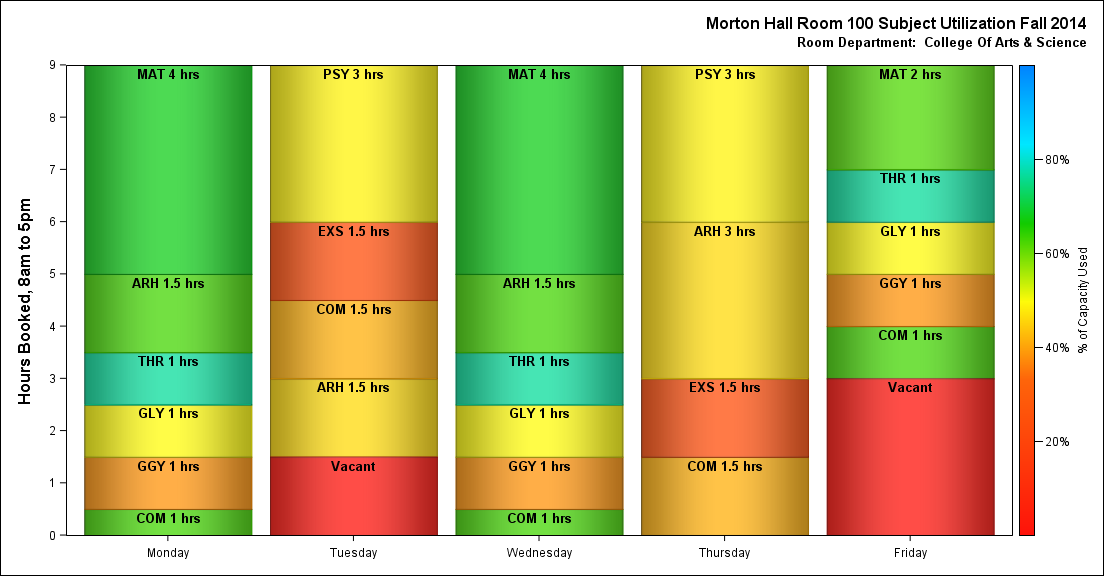 Morton Hall Room 100 Subject Utilization Fall 2014
Room Department:  College Of Arts & Science
Hours Booked, 8am to 5pm
9
8
7
6
5
4
3
2
1
0
MAT 4 hrs
ARH 1.5 hrs
THR 1 hrs
GLY 1 hrs
GGY 1 hrs
COM 1 hrs
Monday
PSY 3 hrs
EXS 1.5 hrs
COM 1.5 hrs
ARH 1.5 hrs
Vacant
Tuesday
MAT 4 hrs
ARH 1.5 hrs
THR 1 hrs
GLY 1 hrs
GGY 1 hrs
COM 1 hrs
Wednesday
PSY 3 hrs
ARH 3 hrs
EXS 1.5 hrs
COM 1.5 hrs
Thursday
MAT 2 hrs
THR 1 hrs
GLY 1 hrs
GGY 1 hrs
COM 1 hrs
Vacant
Friday
80%
60%
40%
20%
% of Capacity Used